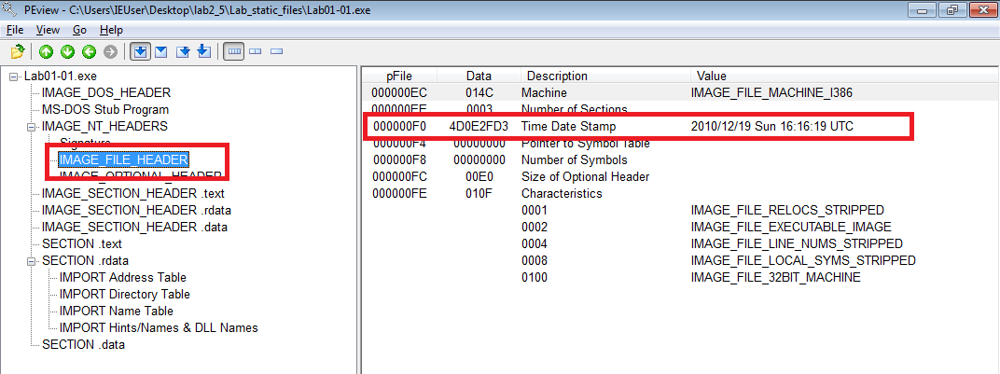 PEview - C:\Users\IEUser\Desktop\lab2_5\Lab_static_files\Lab01-01.exe
File View Go Help
Lab01-01.exe
IMAGE_DOS_HEADER
MS-DOS Stub Program
IMAGE_NT_HEADERS
Signature
IMAGE_FILE_HEADER
IMAGE_OPTIONAL_HEADER
IMAGE_SECTION_HEADER .text
IMAGE_SECTION_HEADER .rdata
IMAGE_SECTION_HEADER .data
SECTION .text
SECTION .rdata
IMPORT Address Table
IMPORT Directory Table
IMPORT Name Table
IMPORT Hints/Names & DLL Names
SECTION .data
pFile Data Description Value
000000EC 014C Machine IMAGE_FILE_MACHINE_I386
000000EE 0003 Number of Sections
000000F0 4D0E2FD3 Time Date Stamp 2010/12/19 Sun 16:16:19 UTC
000000F4 00000000 Pointer to Symbol Table
000000F8 00000000 Number of Symbols
000000FC 00E0 Size of Optional Header
000000FE 010F Characteristics
0001 IMAGE_FILE_RELOCS_STRIPPED
0002 IMAGE_FILE_EXECUTABLE_IMAGE
0004 IMAGE_FILE_LINE_NUMS_STRIPPED
0008 IMAGE_FILE_LOCAL_SYMS_STRIPPED
0100 IMAGE_FILE_32BIT_MACHINE